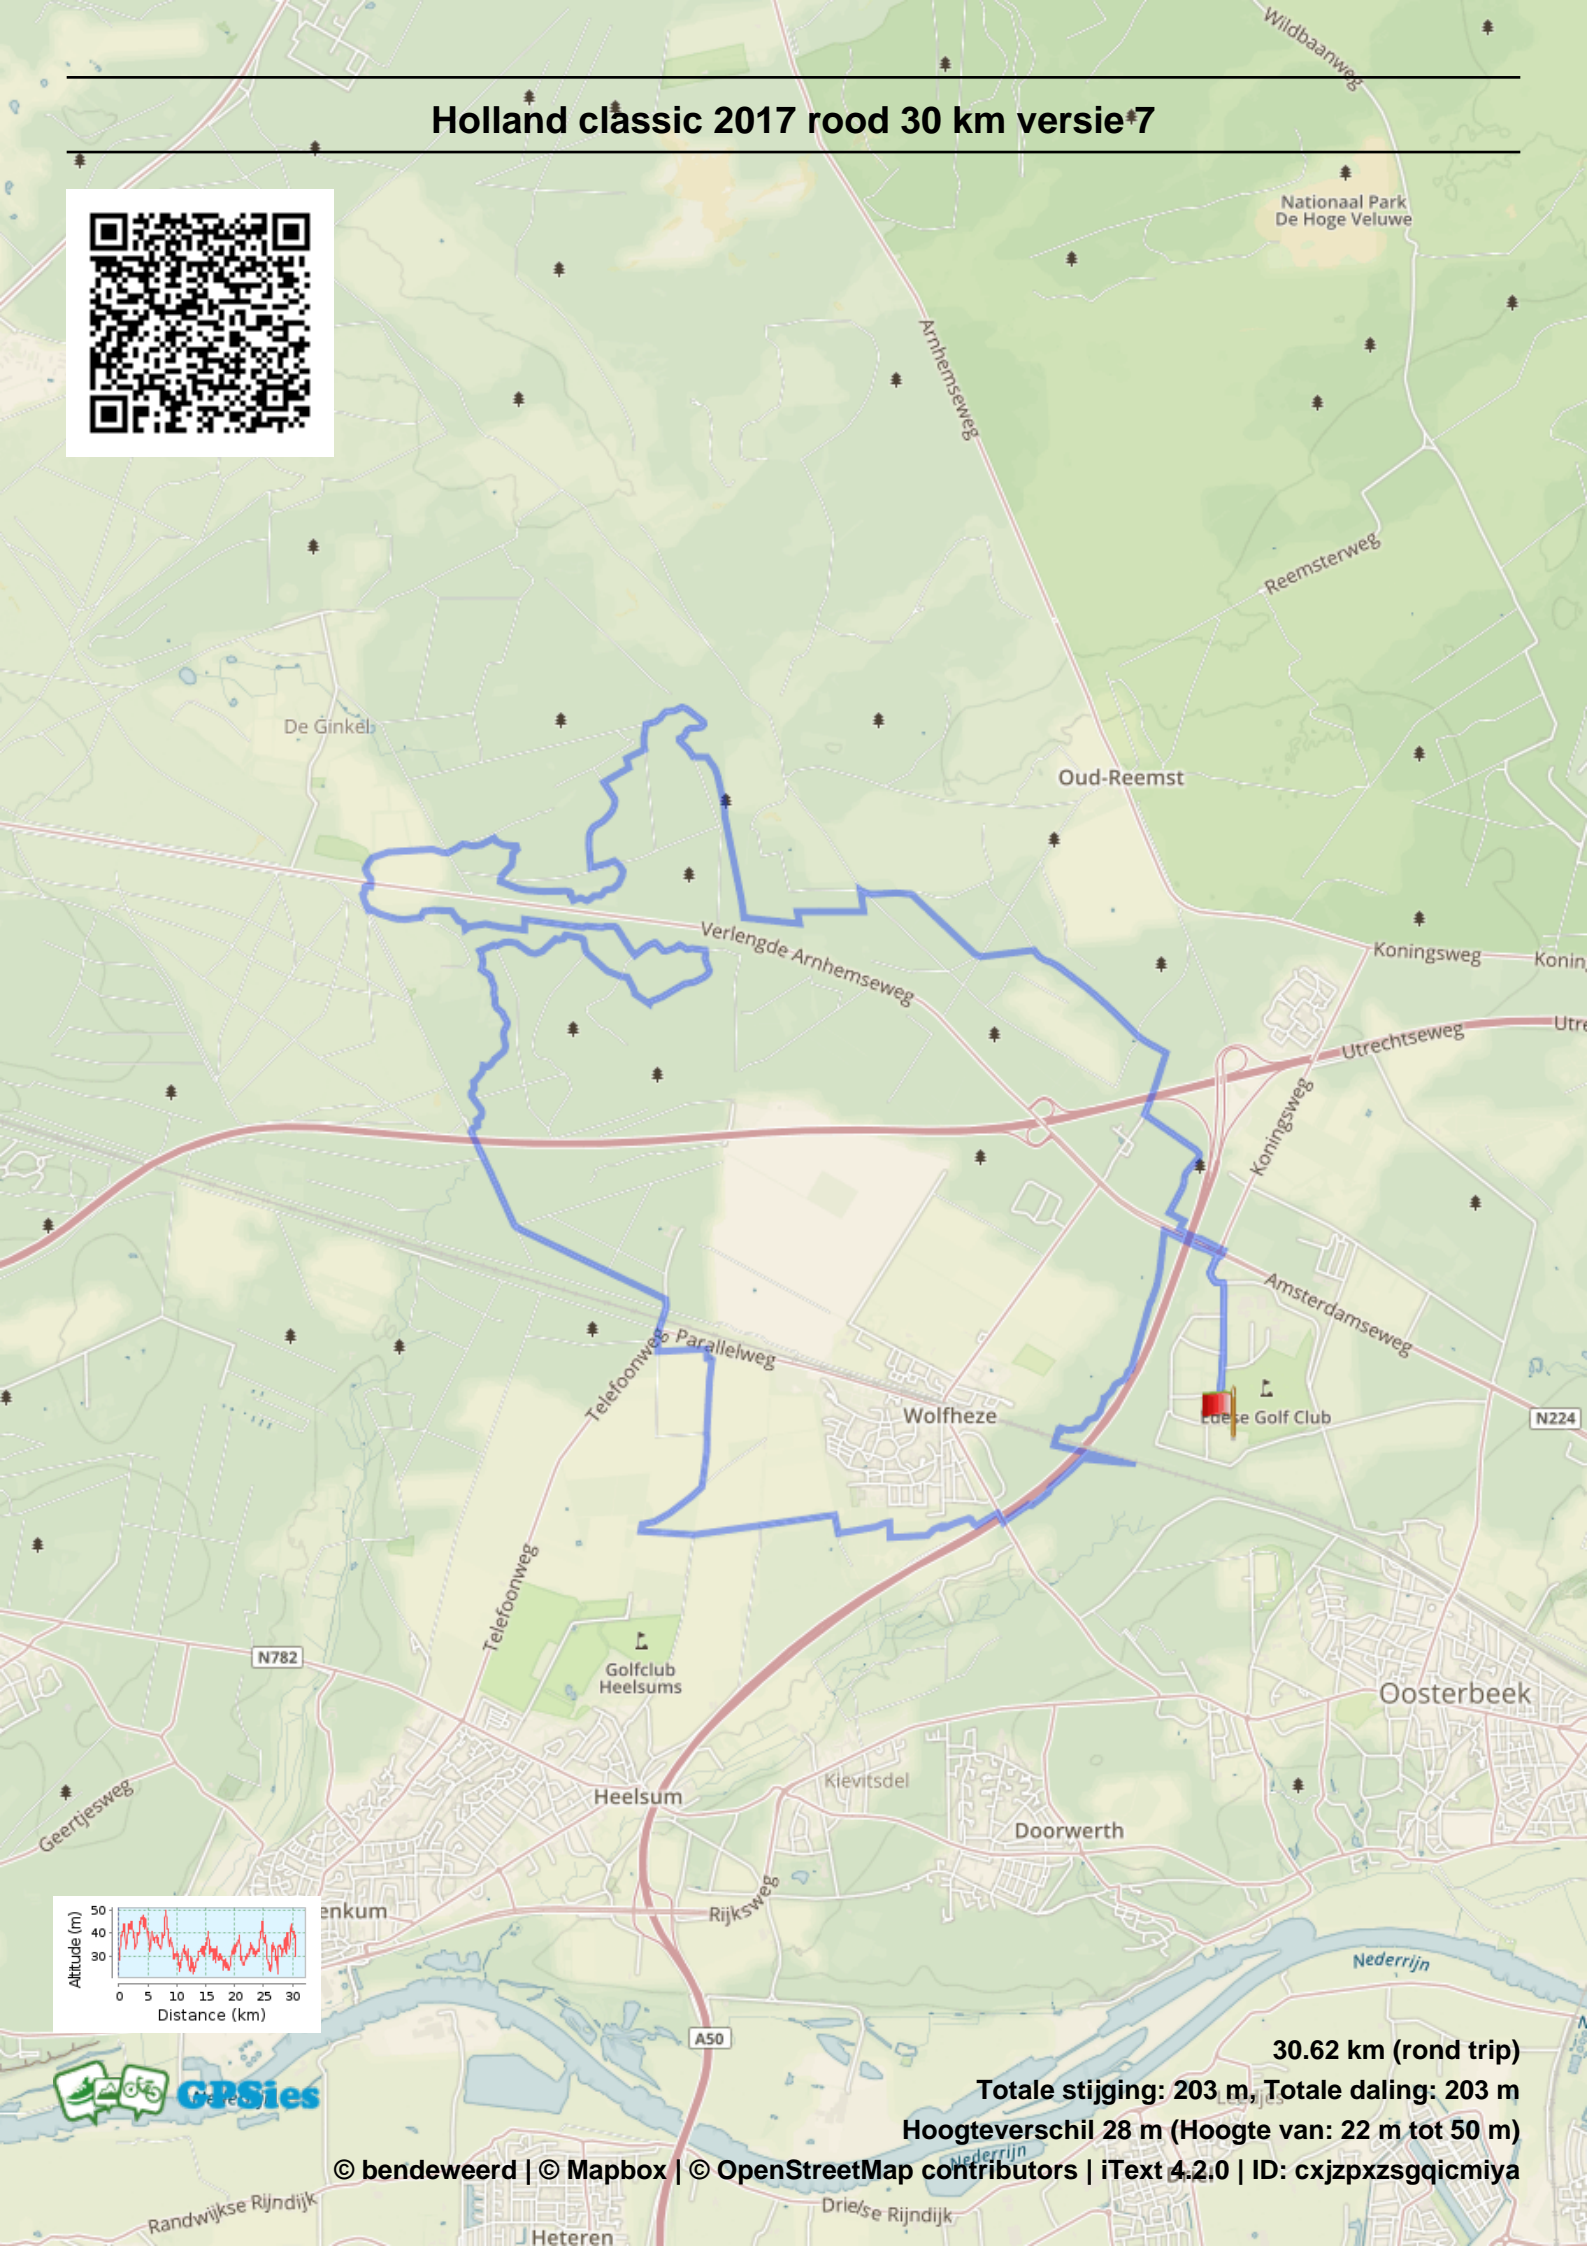 Wildbaanweg
Holland classic 2017 rood 30 km versie 7
Nationaal Park
De Hoge Veluwe
Arnhemseweg
Reemsterweg
De Ginkel
Oud-Reemst
Verlengde Arnhemseweg
Koningsweg
Utrechtseweg
Koningsweg
Amsterdamseweg
Parallelweg
Telefoonweg
Wolfheze
Edese Golf Club
N224
Telefoonweg
N782
Golfclub
Heelsums
Oosterbeek
Geertjesweg
Heelsum
Kievitsdel
Doorwerth
Rijksweg
enkum
Altitude (m)
50
40
30
0 5 10 15 20 25 30
Distance (km)
Nederrijn
A50
30.62 km (rond trip)
GPSies
Totale stijging: 203 m, Totale daling: 203 m
Hoogteverschil 28 m (Hoogte van: 22 m tot 50 m)
Nederrijn
© bendeweerd | © Mapbox | © OpenStreetMap contributors | iText 4.2.0 | ID: cxjzpxzsgqicmiya
Randwijkse Rijndijk
Drielse Rijndijk
Heteren